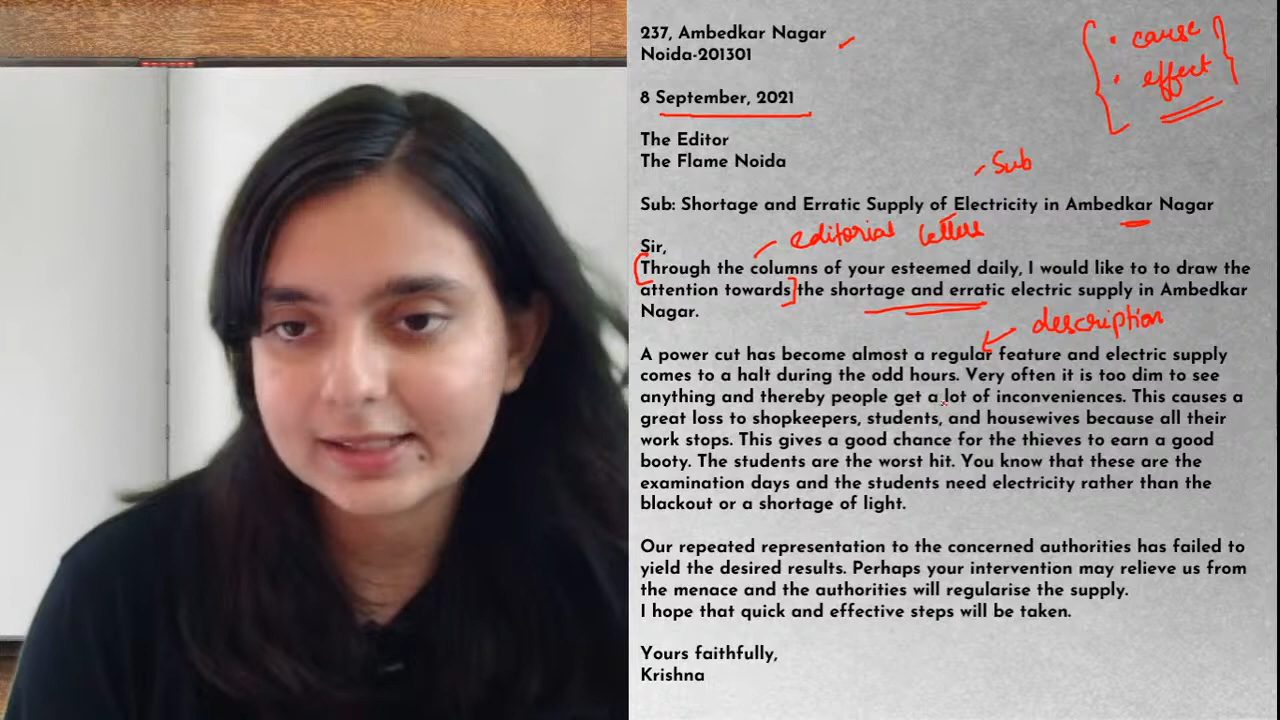 237, Ambedkar Nagar
Noida-201301
8 September, 2021
The Editor
The Flame Noida
Sub: Shortage and Erratic Supply of Electricity in Ambedkar Nagar
Sir,
Through the columns of your esteemed daily, I would like to to draw the
attention towards the shortage and erratic electric supply in Ambedkar
Nagar.
A power cut has become almost a regular feature and electric supply
comes to a halt during the odd hours. Very often it is too dim to see
anything and thereby people get a lot of inconveniences. This causes a
great loss to shopkeepers, students, and housewives because all their
work stops. This gives a good chance for the thieves to earn a good
booty. The students are the worst hit. You know that these are the
examination days and the students need electricity rather than the
blackout or a shortage of light.
Our repeated representation to the concerned authorities has failed to
yield the desired results. Perhaps your intervention may relieve us from
the menace and the authorities will regularise the supply.
I hope that quick and effective steps will be taken.
Yours faithfully,
Krishna
• cause
• effect
Sub
editorial letters
description